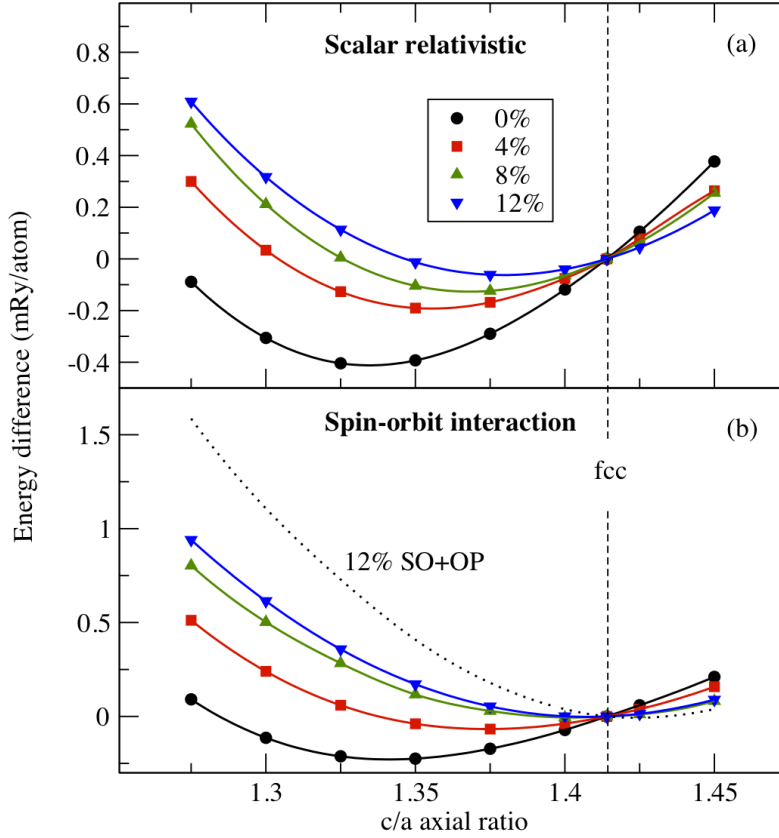 Scalar relativistic
(a)
0%
4%
8%
12%
0.8
0.6
0.4
0.2
0
-0.2
-0.4
Energy difference (mRy/atom)
Spin-orbit interaction
(b)
fcc
12% SO+OP
1.5
1
0.5
0
1.3
1.35
1.4
1.45
c/a axial ratio